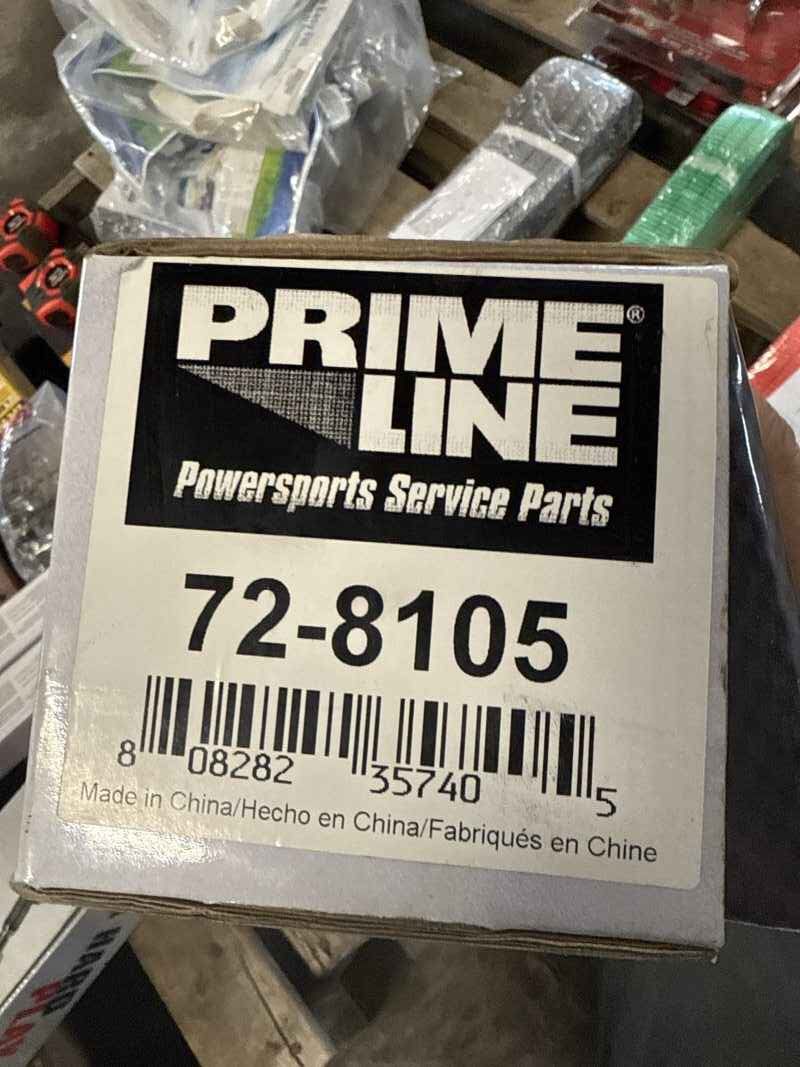 PRIME®
LINE
Powersports Service Parts
72-8105
8 08282 35740 5
Made in China/Hecho en China/Fabriqués en Chine
HARD